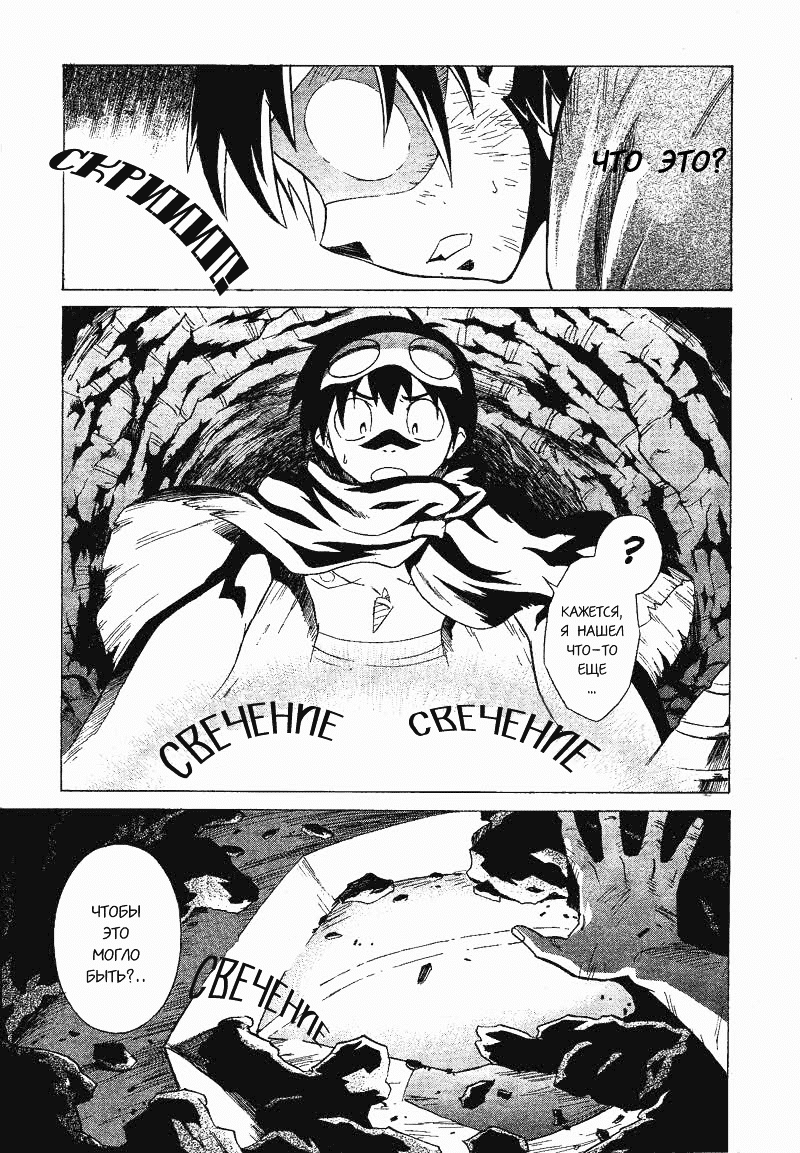 ЧТО ЭТО?
СКРИИИП!
?
КАЖЕТСЯ,
Я НАШЕЛ
ЧТО-ТО
ЕЩЕ
...
СВЕЧЕНИЕ
СВЕЧЕНИЕ
ЧТОБЫ
ЭТО
МОГЛО
БЫТЬ?..
СВЕЧЕНИЕ